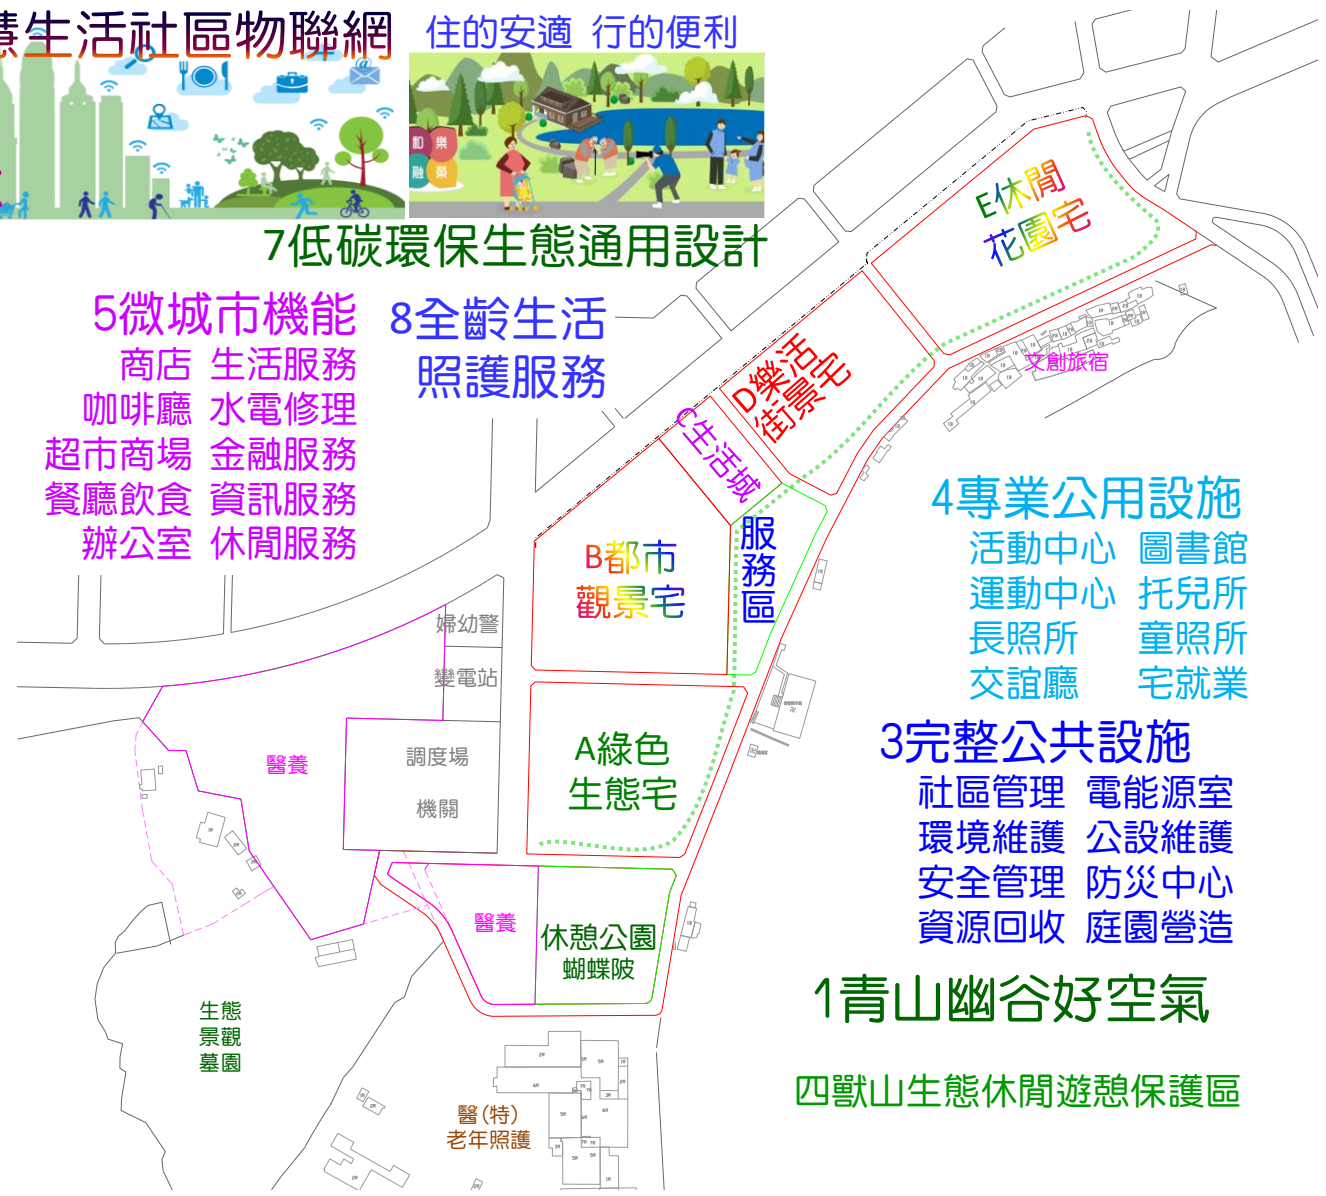 慧生活社區物聯網
住的安適 行的便利
和 樂
融 榮
7低碳環保生態通用設計
5微城市機能
商店 生活服務
咖啡廳 水電修理
超市商場 金融服務
餐廳飲食 資訊服務
辦公室 休閒服務
8全齡生活
照護服務
E休閒
花園宅
文創旅宿
D樂活
街景宅
C生活城
B都市
觀景宅
服務區
4專業公用設施
活動中心 圖書館
運動中心 托兒所
長照所 童照所
交誼廳 宅就業
婦幼警
變電站
調度場
機關
醫養
A綠色
生態宅
3完整公共設施
社區管理 電能源室
環境維護 公設維護
安全管理 防災中心
資源回收 庭園營造
醫養
休憩公園
蝴蝶陂
1青山幽谷好空氣
生態
景觀
墓園
四獸山生態休閒遊憩保護區
醫(特)
老年照護